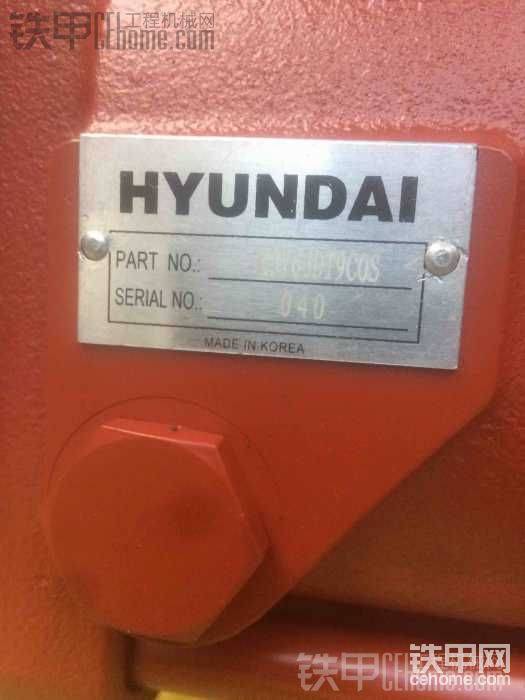 铁甲工程机械网
cehome.com
HYUNDAI
PART NO.:
SERIAL NO.: 040
MADE IN KOREA
铁甲网
cehome.com